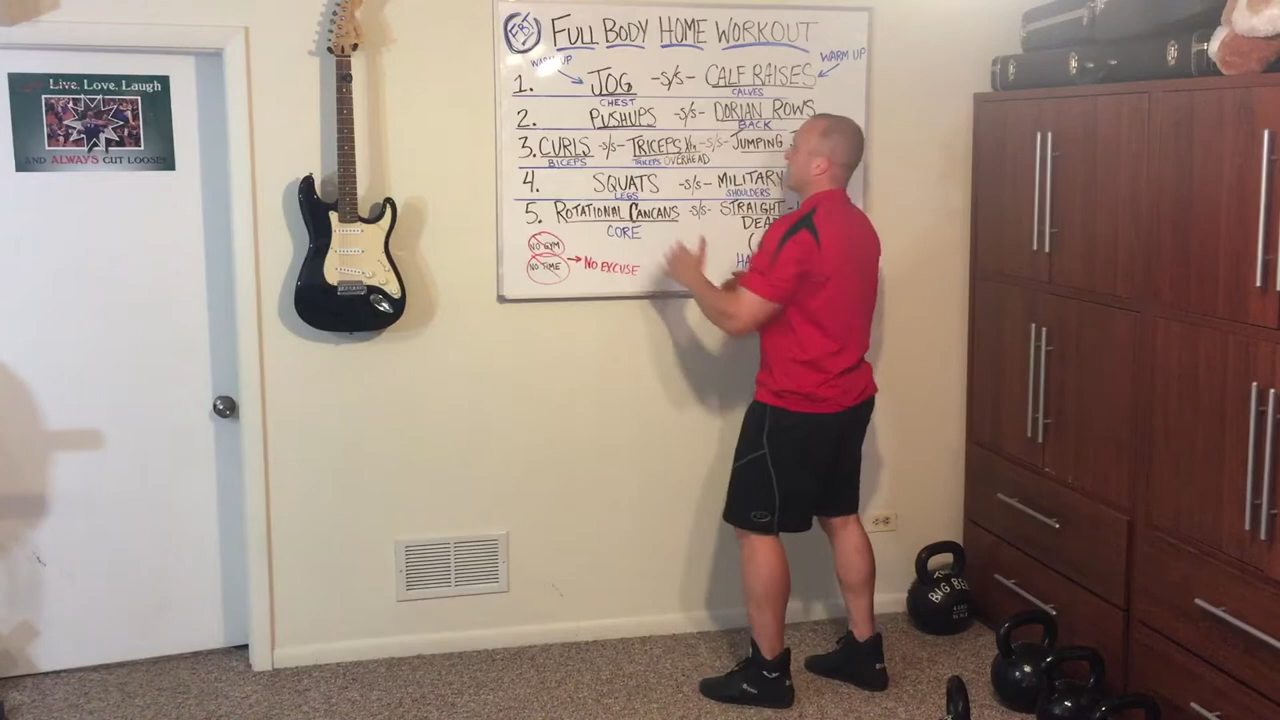 Live. Love. Laugh
AND ALWAYS CUT LOOSE!
FBT
FULL BODY HOME WORKOUT
WARM UP
WARM UP
1. JOG -S/S- CALF RAISES
CALVES
CHEST
2. PUSHUPS -S/S- DORIAN ROWS
BACK
3. CURLS -S/S- TRICEPS -S/S- JUMPING
BICEPS TRICEPS OVERHEAD
4. SQUATS -S/S- MILITARY
LEGS SHOULDERS
5. ROTATIONAL CANCANS -S/S- STRAIGHT
CORE
NO GYM
NO TIME → NO EXCUSE
BIG